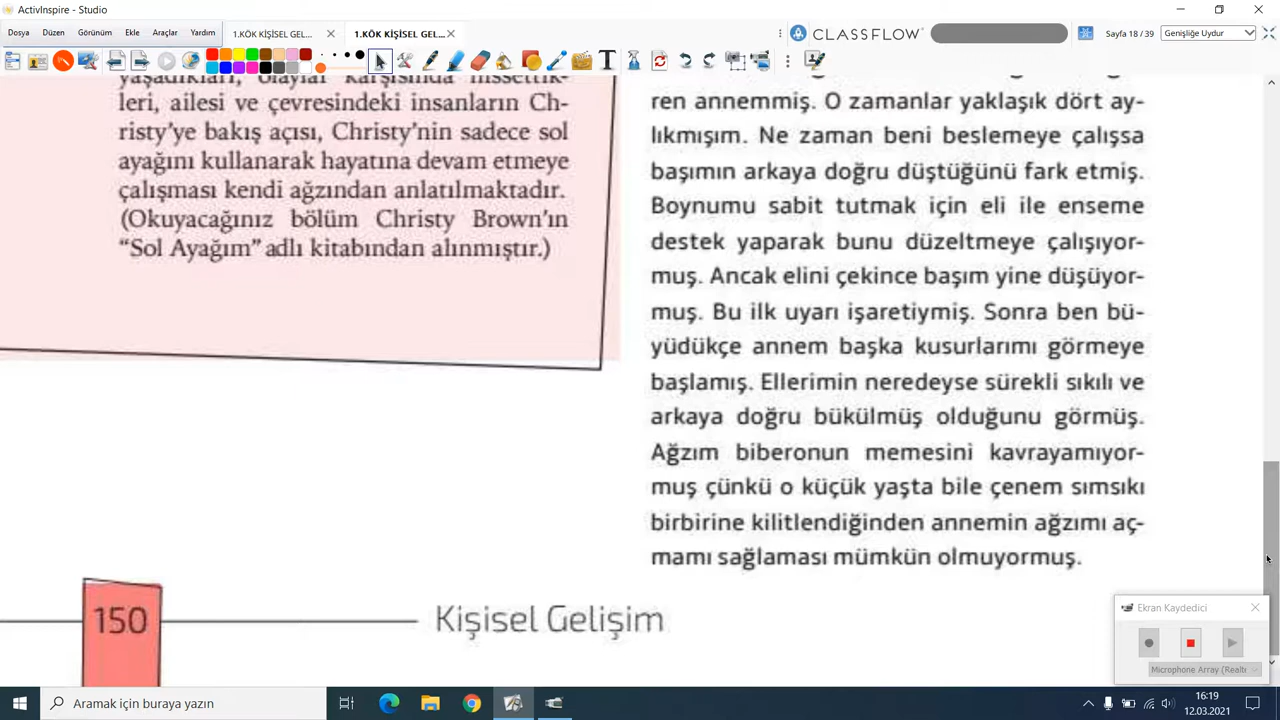 ActivInspire - Studio
Dosya Düzen Görünüm Ekle Araçlar Yardım
1.KÖK KİŞİSEL GEL...
1.KÖK KİŞİSEL GEL...
CLASSFLOW
Sayfa 18 / 39
Genişliğe Uydur
yaşadıkları, olaylar karşısında hissettik-
leri, ailesi ve çevresindeki insanların Ch-
risty'ye bakış açısı, Christy'nin sadece sol
ayağını kullanarak hayatına devam etmeye
çalışması kendi ağzından anlatılmaktadır.
(Okuyacağınız bölüm Christy Brown'ın
“Sol Ayağım” adlı kitabından alınmıştır.)
ren annemmiş. O zamanlar yaklaşık dört ay-
lıkmışım. Ne zaman beni beslemeye çalışsa
başımın arkaya doğru düştüğünü fark etmiş.
Boynumu sabit tutmak için eli ile enseme
destek yaparak bunu düzeltmeye çalışıyor-
muş. Ancak elini çekince başım yine düşüyor-
muş. Bu ilk uyarı işaretiymiş. Sonra ben bü-
yüdükçe annem başka kusurlarımı görmeye
başlamış. Ellerimin neredeyse sürekli sıkılı ve
arkaya doğru bükülmüş olduğunu görmüş.
Ağzım biberonun memesini kavrayamıyor-
muş çünkü o küçük yaşta bile çenem sımsıkı
birbirine kilitlendiğinden annemin ağzımı aç-
mamı sağlaması mümkün olmuyormuş.
150
Kişisel Gelişim
Ekran Kaydedici
Microphone Array (Realt
Aramak için buraya yazın
16:19
12.03.2021